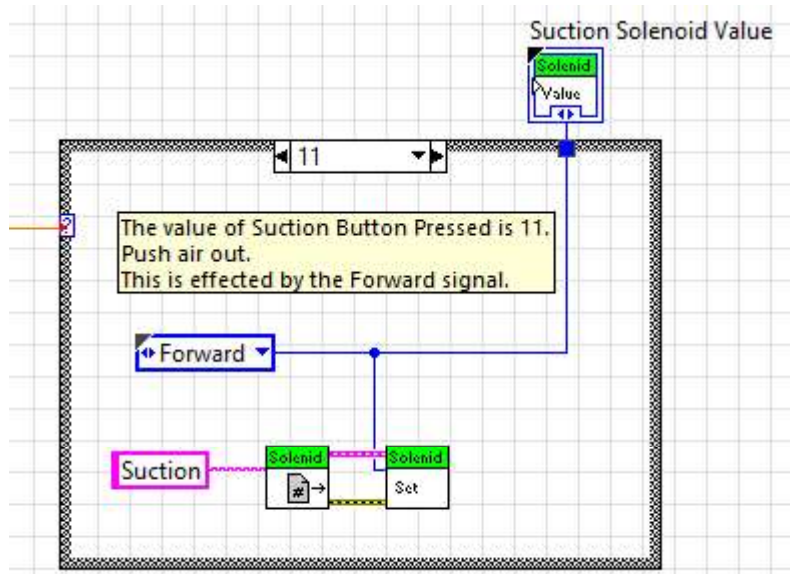 Suction Solenoid Value
Solenid
Value
11
?
The value of Suction Button Pressed is 11.
Push air out.
This is effected by the Forward signal.
Forward
Suction
Solenid
#
Solenid
Set